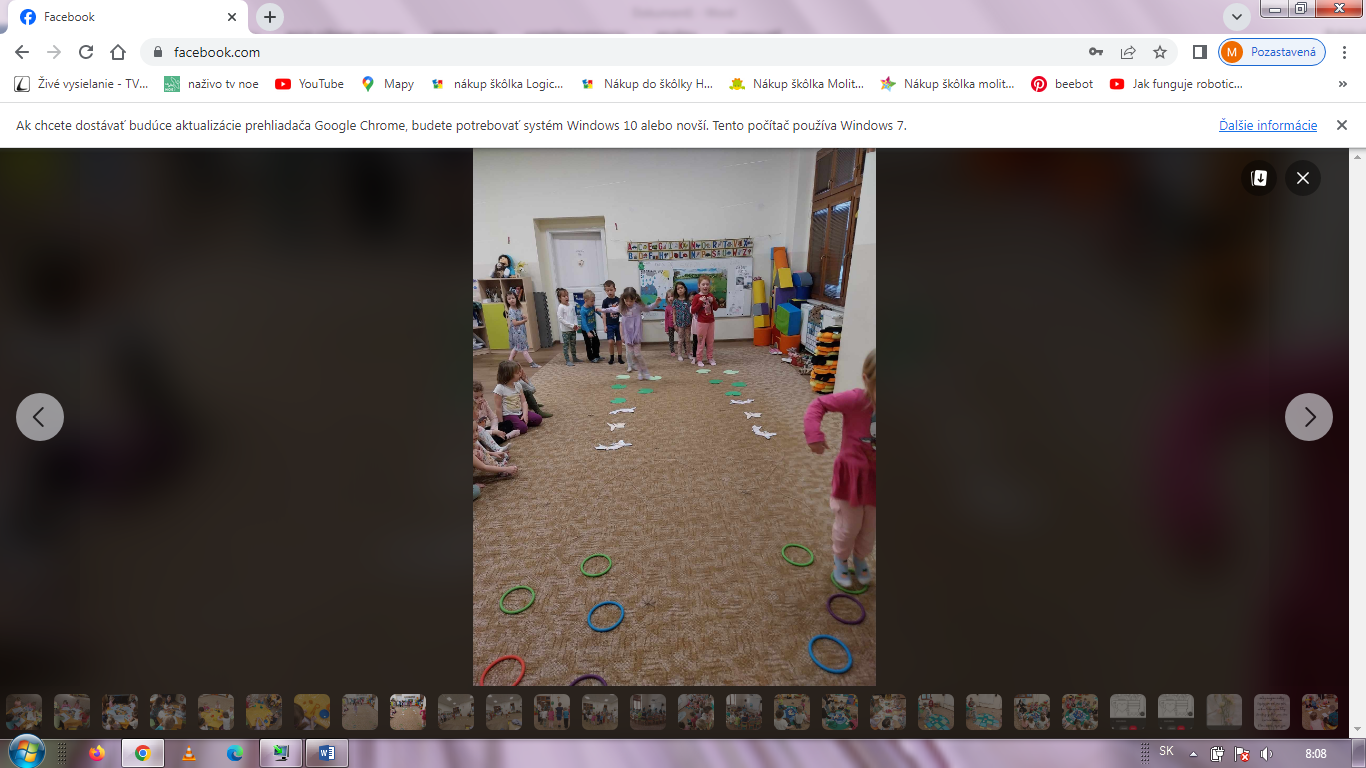 Facebook
facebook.com
M Pozastavená
Živé vysielanie - TV...
naživo tv noe
YouTube
Mapy
nákup škôlka Logic...
Nákup do škôlky H...
Nákup škôlka Molit...
Nákup škôlka molit...
beebot
Jak funguje robotic...
»
Ak chcete dostávať budúce aktualizácie prehliadača Google Chrome, budete potrebovať systém Windows 10 alebo novší. Tento počítač používa Windows 7.
Ďalšie informácie
SK
8:08